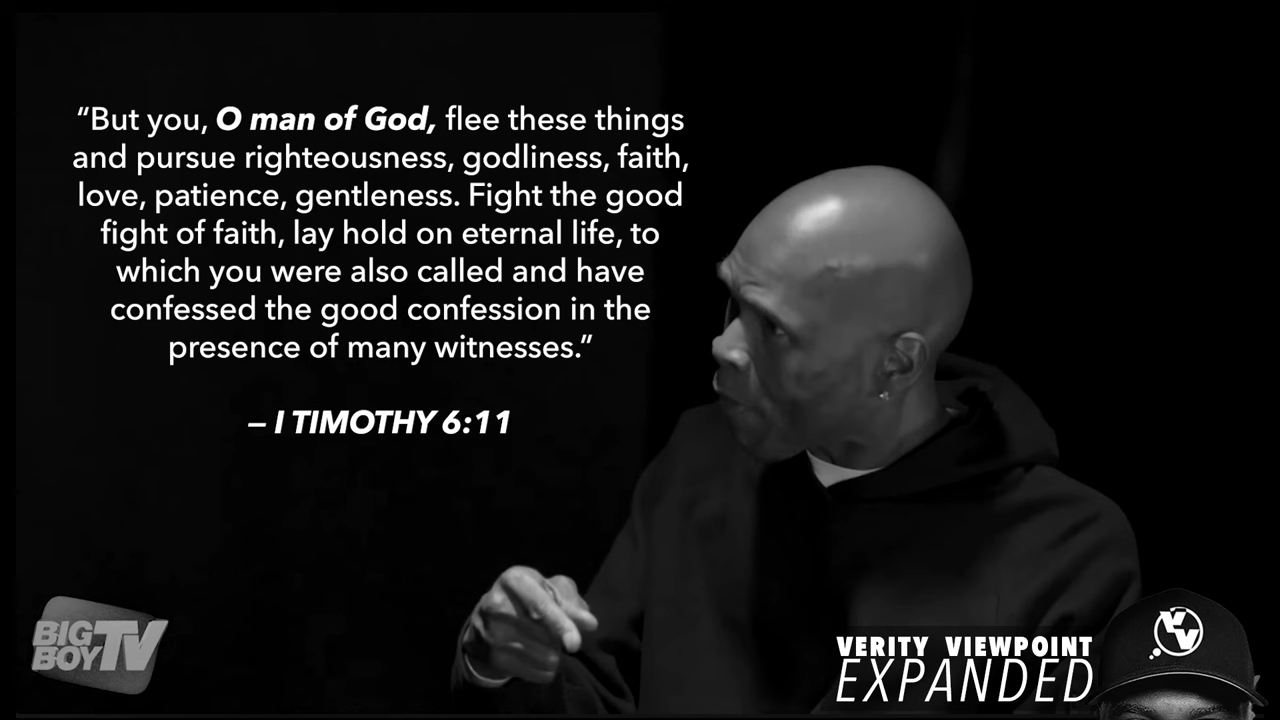 “But you, O man of God, flee these things
and pursue righteousness, godliness, faith,
love, patience, gentleness. Fight the good
fight of faith, lay hold on eternal life, to
which you were also called and have
confessed the good confession in the
presence of many witnesses.”
– I TIMOTHY 6:11
BIG
BOY TV
VERITY VIEWPOINT
EXPANDED
VV